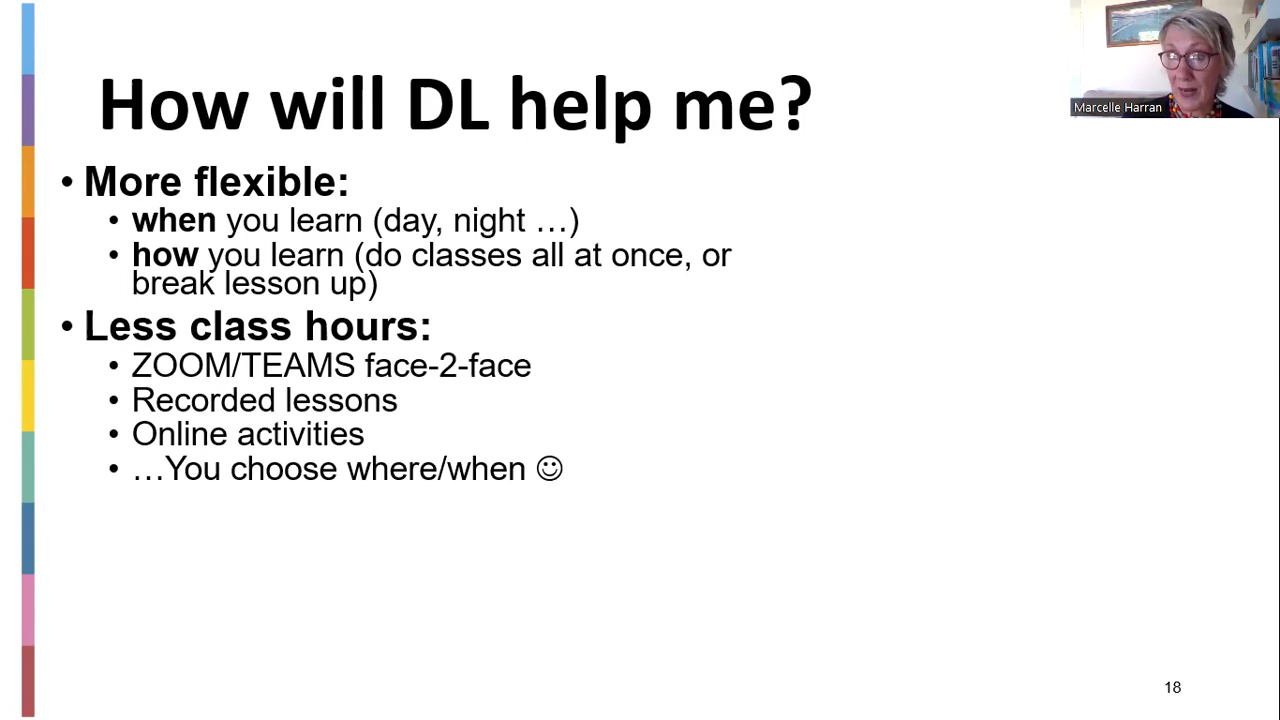 How will DL help me?
Marcelle Harran
• More flexible:
• when you learn (day, night …)
• how you learn (do classes all at once, or
break lesson up)
• Less class hours:
• ZOOM/TEAMS face-2-face
• Recorded lessons
• Online activities
• …You choose where/when ☺
18